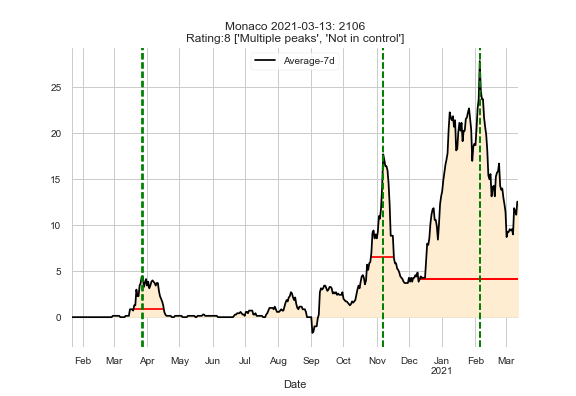 Monaco 2021-03-13: 2106
Rating:8 ['Multiple peaks', 'Not in control']
Average-7d
25
20
15
10
5
0
Feb Mar Apr May Jun Jul Aug Sep Oct Nov Dec Jan Feb Mar
2021
Date